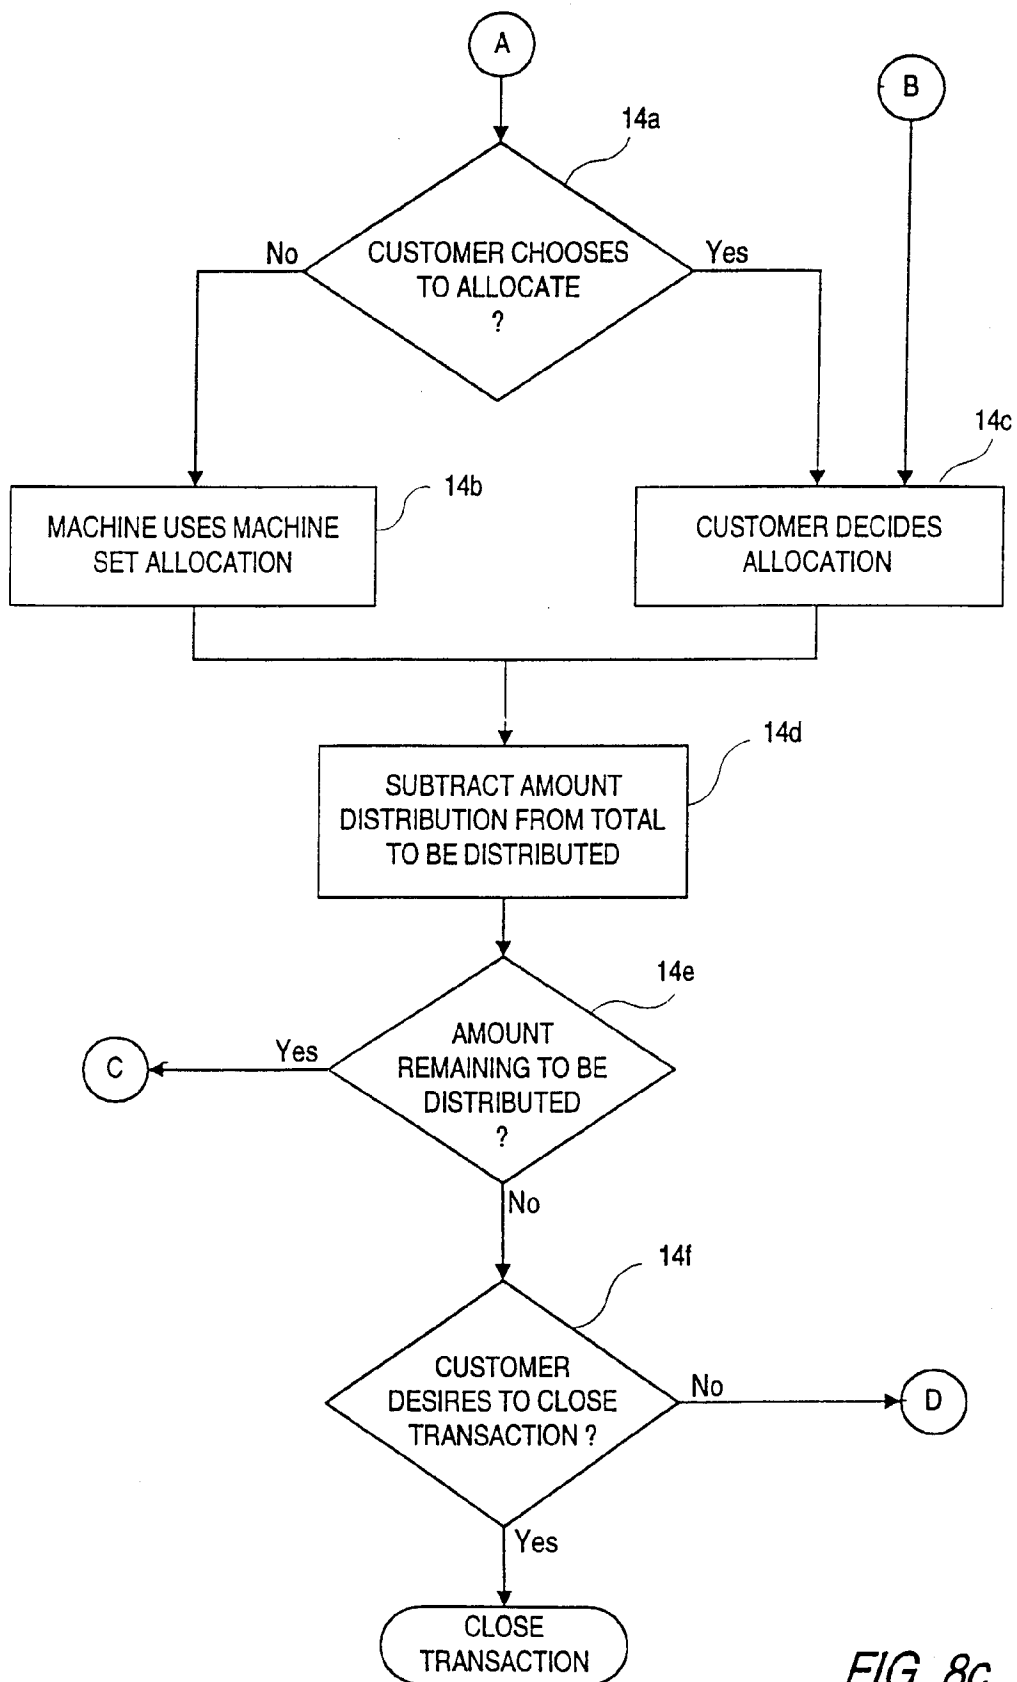 A
B
14a
No
CUSTOMER CHOOSES
TO ALLOCATE
?
Yes
14c
14b
MACHINE USES MACHINE
SET ALLOCATION
CUSTOMER DECIDES
ALLOCATION
14d
SUBTRACT AMOUNT
DISTRIBUTION FROM TOTAL
TO BE DISTRIBUTED
14e
C
Yes
AMOUNT
REMAINING TO BE
DISTRIBUTED
?
No
14f
CUSTOMER
DESIRES TO CLOSE
TRANSACTION ?
No
D
Yes
CLOSE
TRANSACTION
FIG. 8c